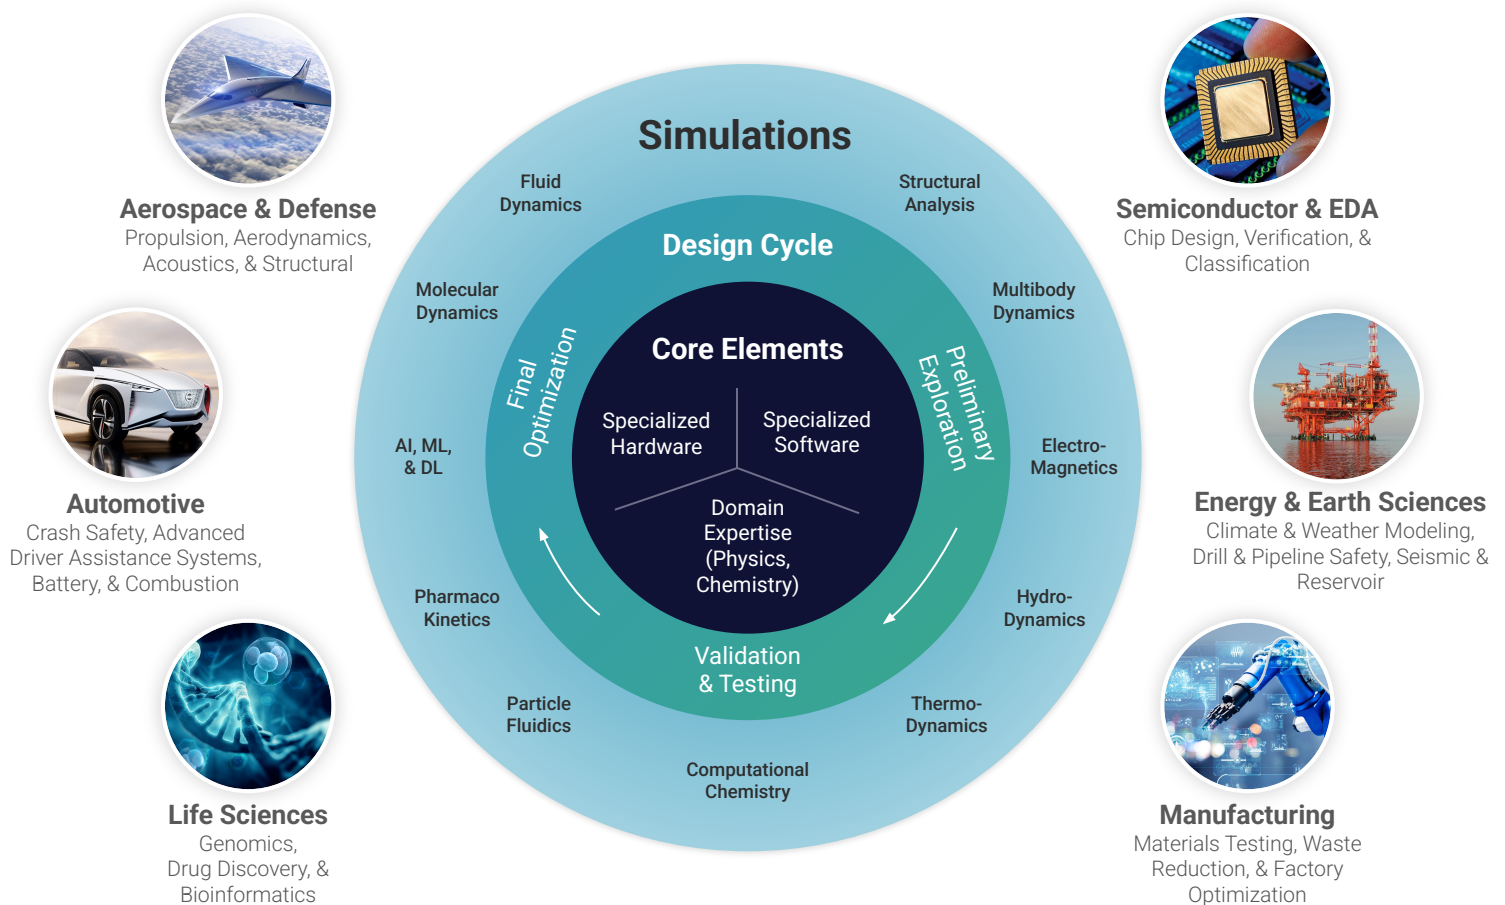 Simulations
Fluid
Dynamics
Structural
Analysis
Molecular
Dynamics
Multibody
Dynamics
AI, ML,
& DL
Electro-
Magnetics
Pharmaco
Kinetics
Hydro-
Dynamics
Particle
Fluidics
Thermo-
Dynamics
Computational
Chemistry
Design Cycle
Preliminary
Exploration
Validation
& Testing
Final
Optimization
Core Elements
Specialized
Hardware
Specialized
Software
Domain
Expertise
(Physics,
Chemistry)
Aerospace & Defense
Propulsion, Aerodynamics,
Acoustics, & Structural
Automotive
Crash Safety, Advanced
Driver Assistance Systems,
Battery, & Combustion
Life Sciences
Genomics,
Drug Discovery, &
Bioinformatics
Semiconductor & EDA
Chip Design, Verification, &
Classification
Energy & Earth Sciences
Climate & Weather Modeling,
Drill & Pipeline Safety, Seismic &
Reservoir
Manufacturing
Materials Testing, Waste
Reduction, & Factory
Optimization